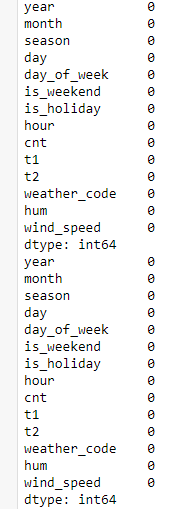 year 0
month 0
season 0
day 0
day_of_week 0
is_weekend 0
is_holiday 0
hour 0
cnt 0
t1 0
t2 0
weather_code 0
hum 0
wind_speed 0
dtype: int64
year 0
month 0
season 0
day 0
day_of_week 0
is_weekend 0
is_holiday 0
hour 0
cnt 0
t1 0
t2 0
weather_code 0
hum 0
wind_speed 0
dtype: int64